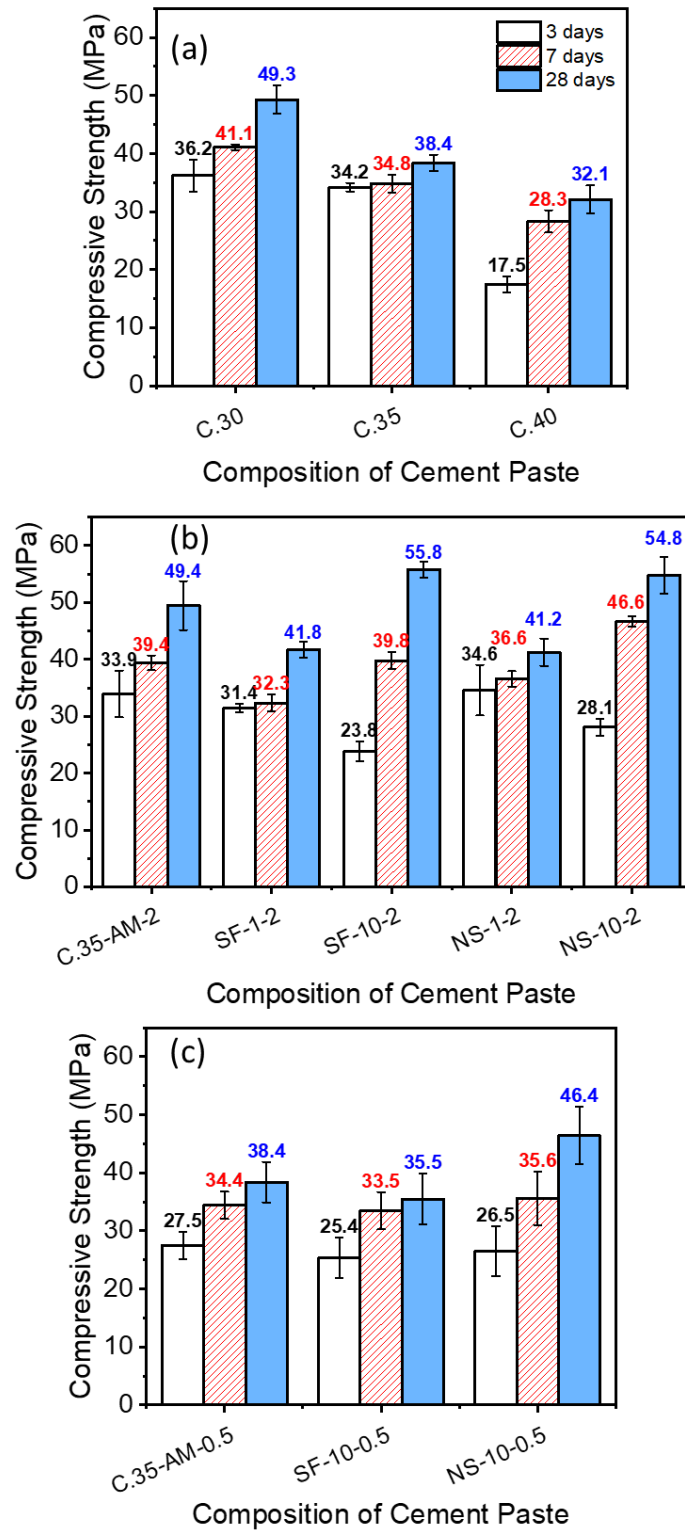 (a)
3 days
7 days
28 days
Compressive Strength (MPa)
60
50
40
30
20
10
0
36.2
41.1
49.3
34.2
34.8
38.4
17.5
28.3
32.1
C.30
C.35
C.40
Composition of Cement Paste
(b)
Compressive Strength (MPa)
60
50
40
30
20
10
0
33.9
39.4
49.4
31.4
32.3
41.8
23.8
39.8
55.8
34.6
36.6
41.2
28.1
46.6
54.8
C.35-AM-2
SF-1-2
SF-10-2
NS-1-2
NS-10-2
Composition of Cement Paste
(c)
Compressive Strength (MPa)
60
50
40
30
20
10
0
27.5
34.4
38.4
25.4
33.5
35.5
26.5
35.6
46.4
C.35-AM-0.5
SF-10-0.5
NS-10-0.5
Composition of Cement Paste